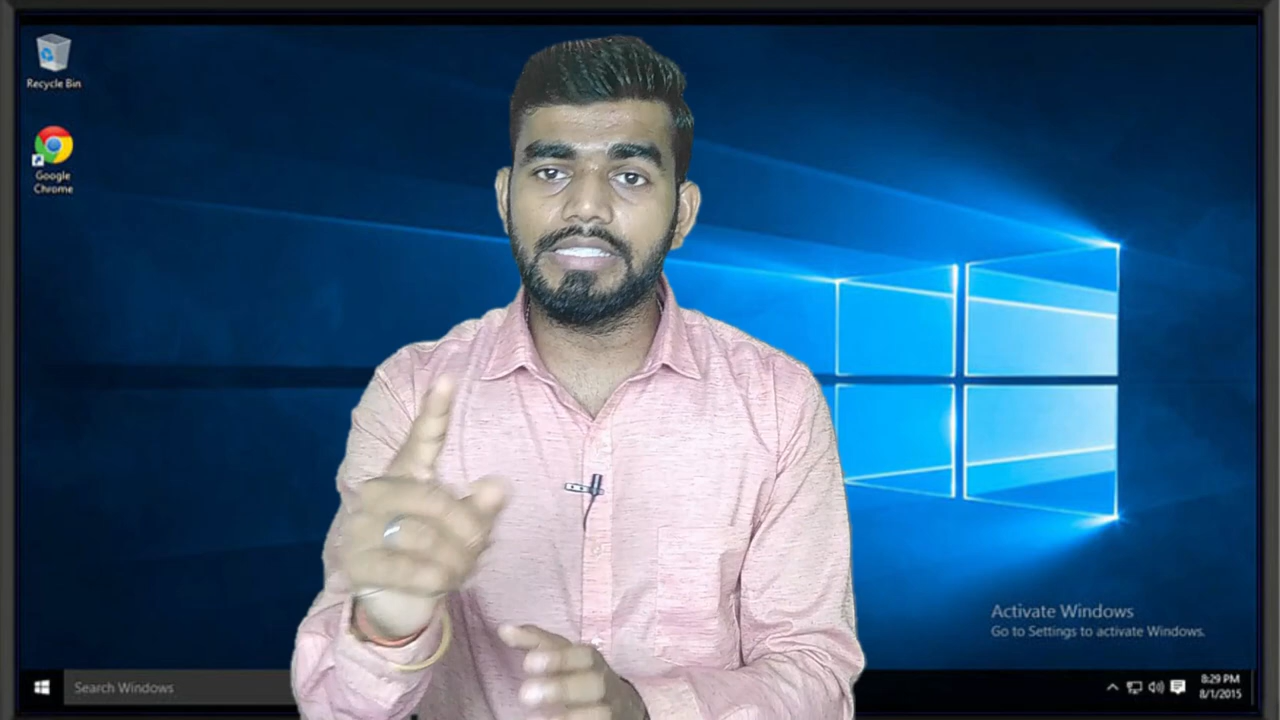 Recycle Bin
Google
Chrome
Activate Windows
Go to Settings to activate Windows.
Search Windows
8:29 PM
8/1/2015